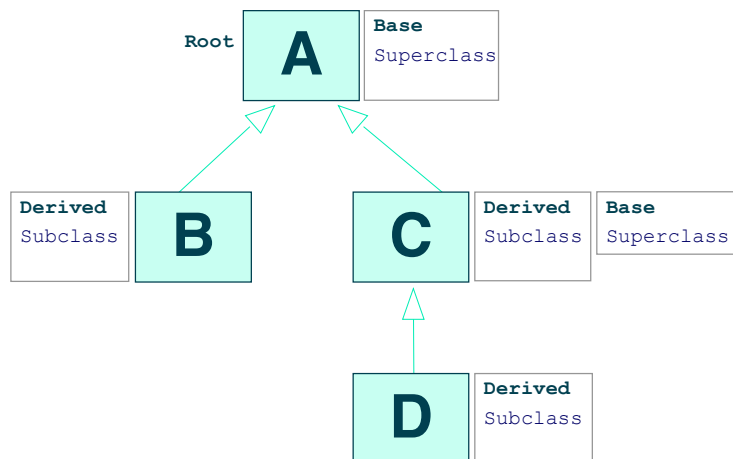 Root
A
Base
Superclass
Derived
Subclass
B
C
Derived
Subclass
Base
Superclass
D
Derived
Subclass